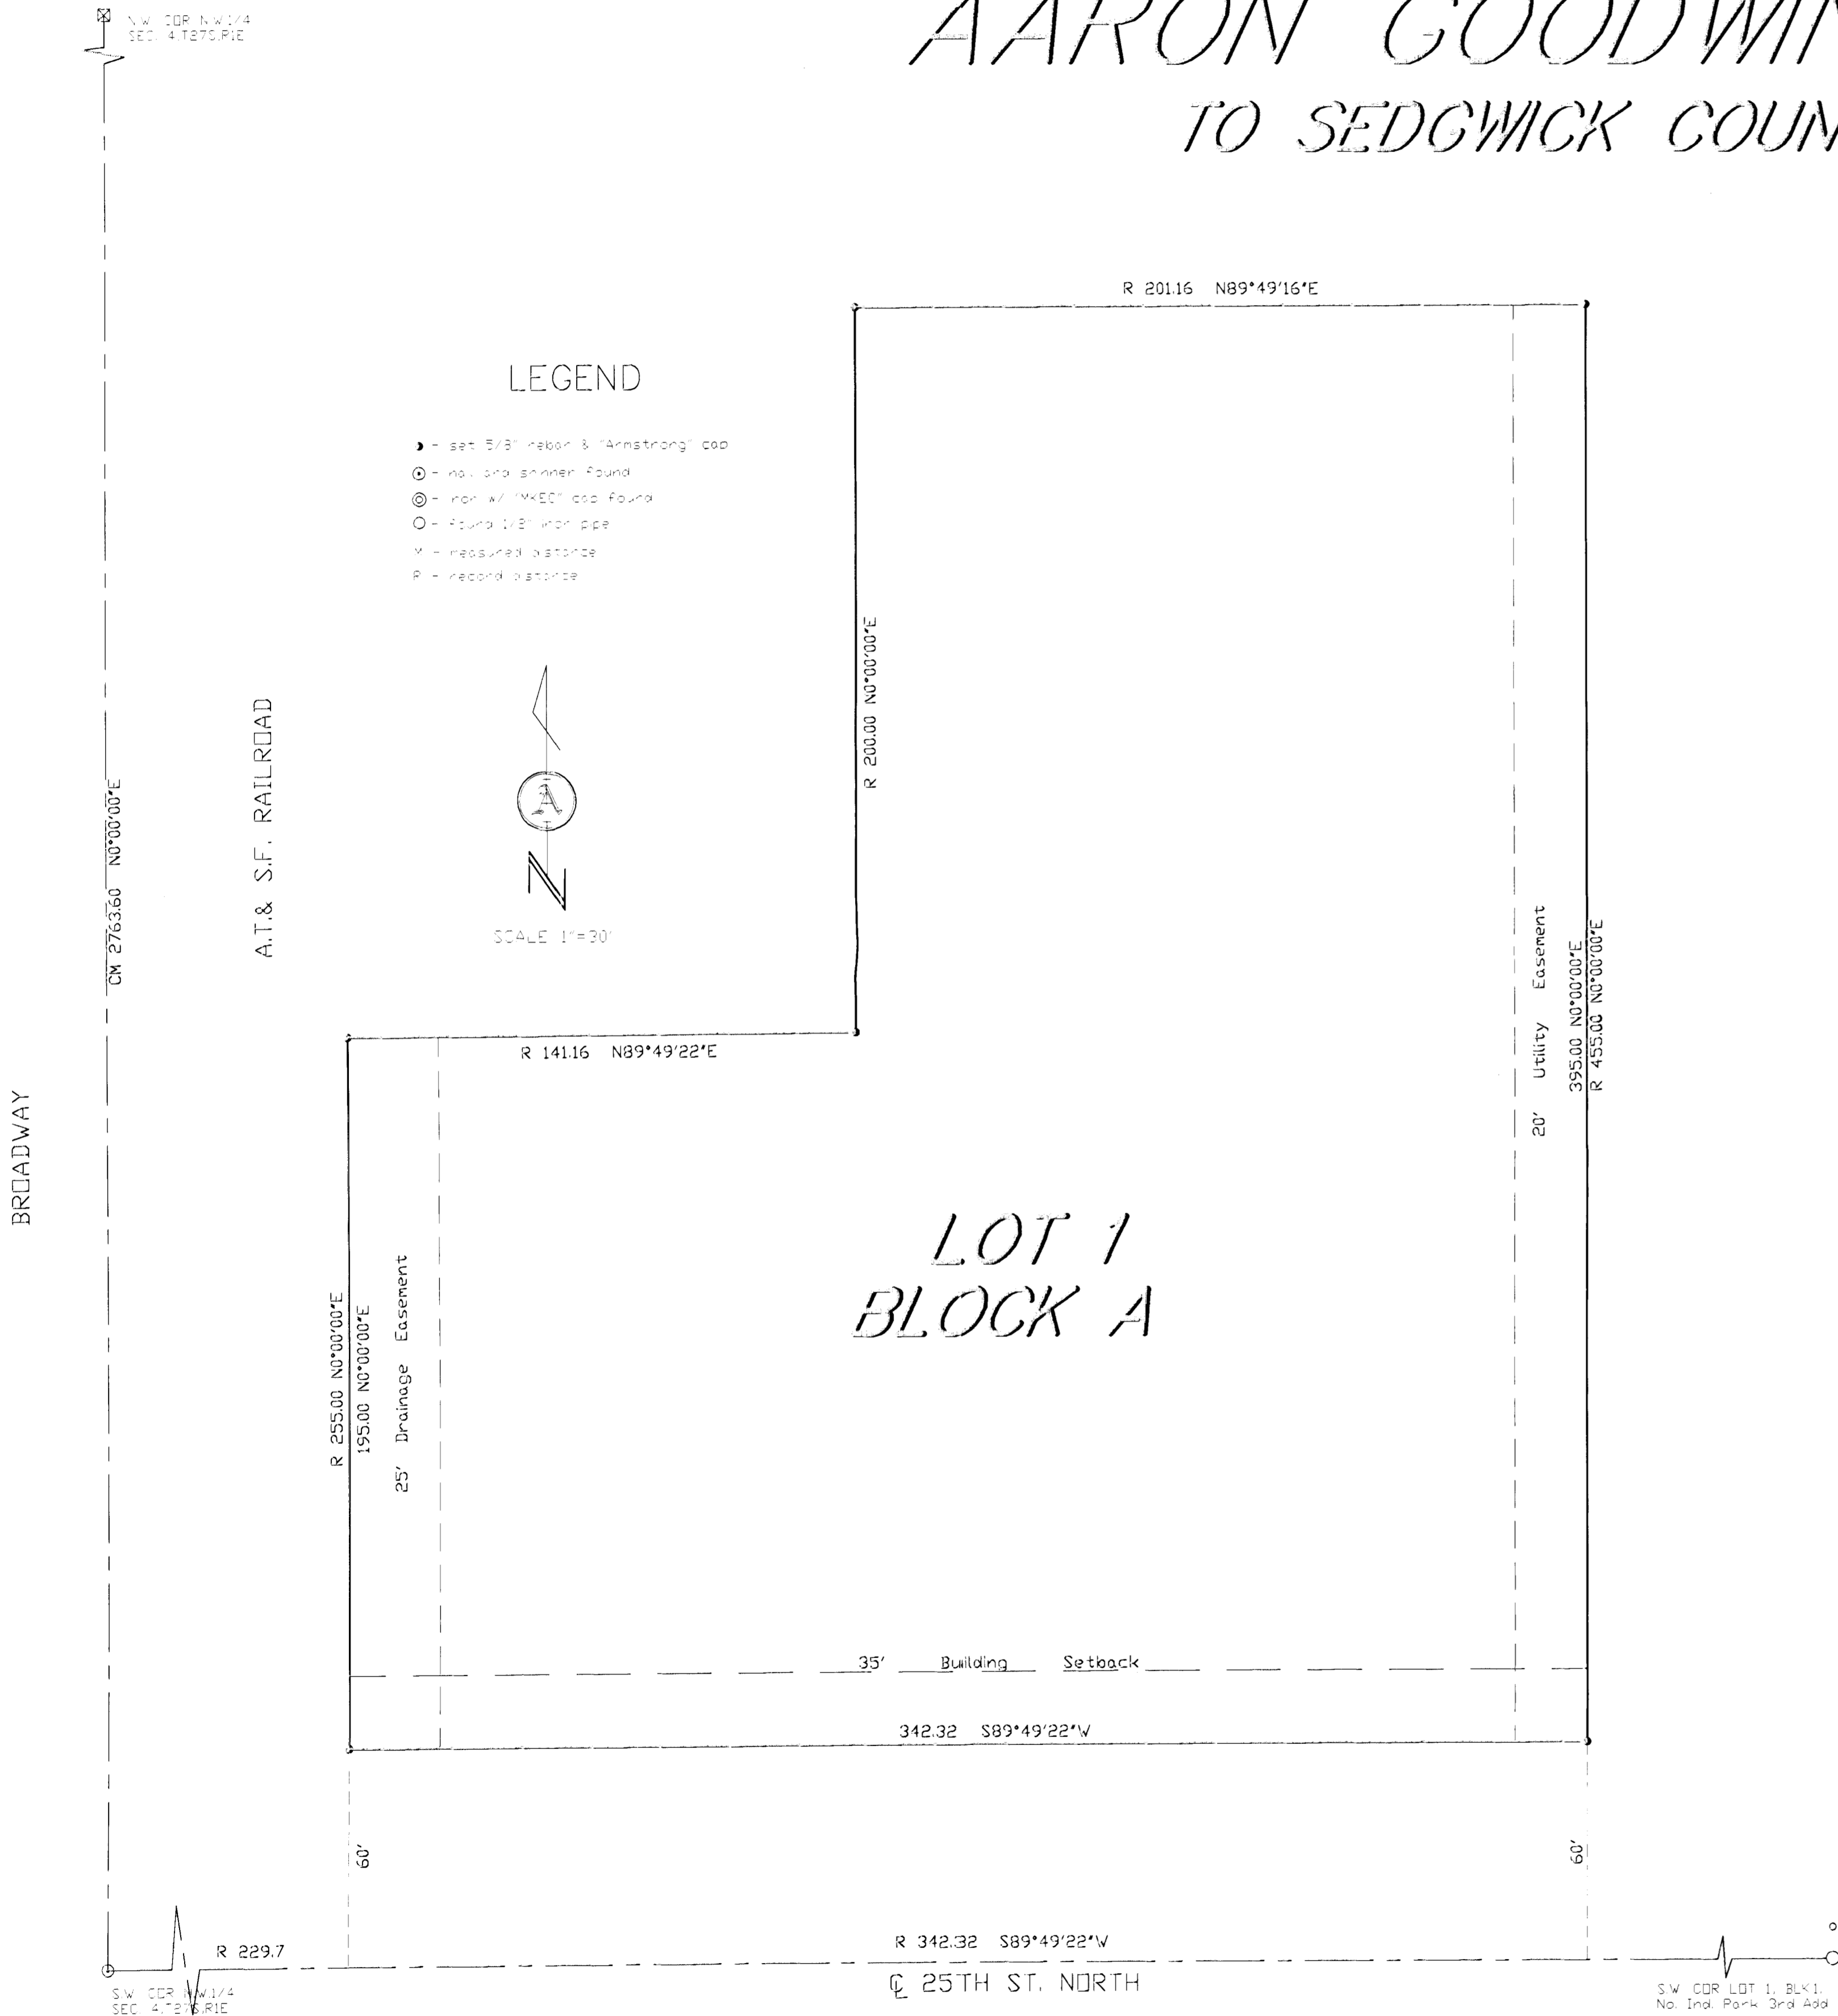 AARON GOODWIN
TO SEDGWICK COUN
N.W. COR N.W.1/4
SEC. 4,T27S,R1E
R 201.16 N89°49'16"E
LEGEND
- set 5/8" rebar & "Armstrong" cap
- nail and shinner found
- iron w/ "MKEC" cap found
- found 1/2" iron pipe
M - measured distance
R - record distance
R 200.00 N0°00'00"E
A
N
SCALE 1"=30'
A.T.& S.F. RAILROAD
CM 2763.60 N0°00'00"E
BROADWAY
R 141.16 N89°49'22"E
20' Utility Easement
395.00 N0°00'00"E
R 455.00 N0°00'00"E
LOT 1
BLOCK A
R 255.00 N0°00'00"E
195.00 N0°00'00"E
25' Drainage Easement
35' Building Setback
342.32 S89°49'22"W
60'
60'
R 229.7
R 342.32 S89°49'22"W
℄ 25TH ST. NORTH
S.W. COR N.W.1/4
SEC 4,T27S,R1E
S.W. COR LOT 1, BLK1,
No. Ind. Park 3rd Add